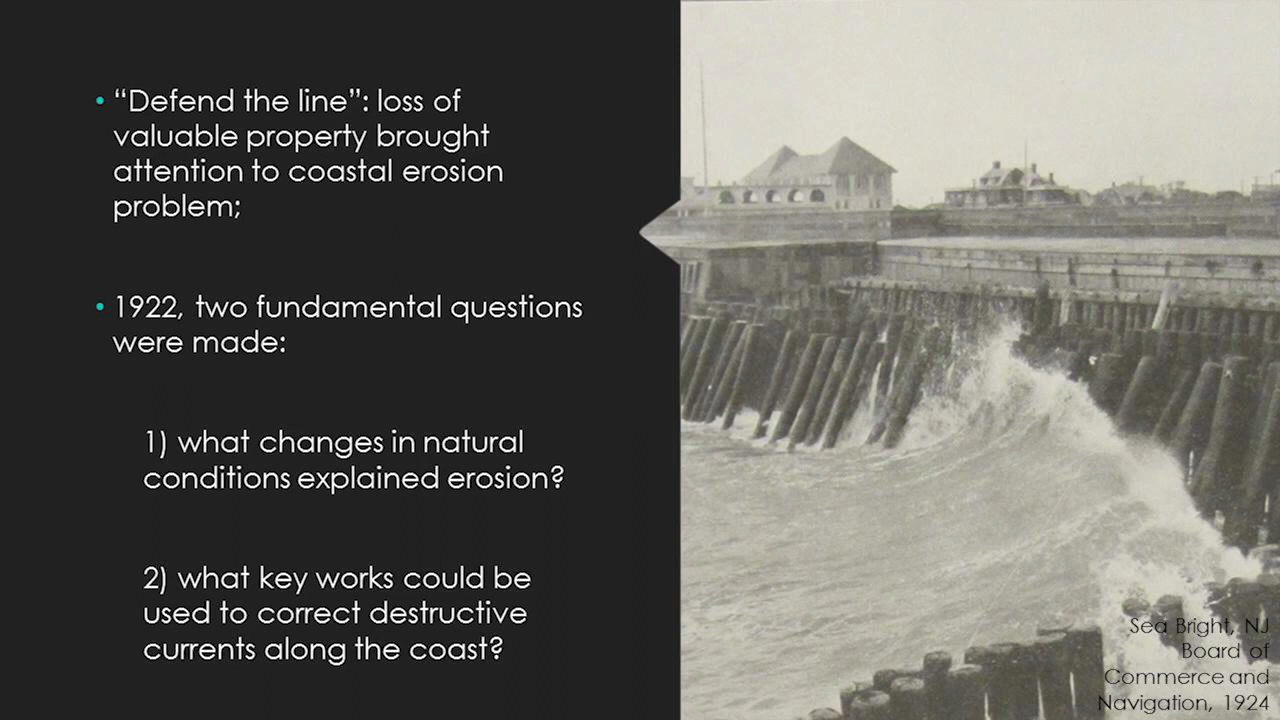 • “Defend the line”: loss of
valuable property brought
attention to coastal erosion
problem;
• 1922, two fundamental questions
were made:
1) what changes in natural
conditions explained erosion?
2) what key works could be
used to correct destructive
currents along the coast?
Sea Bright, NJ
Board of
Commerce and
Navigation, 1924